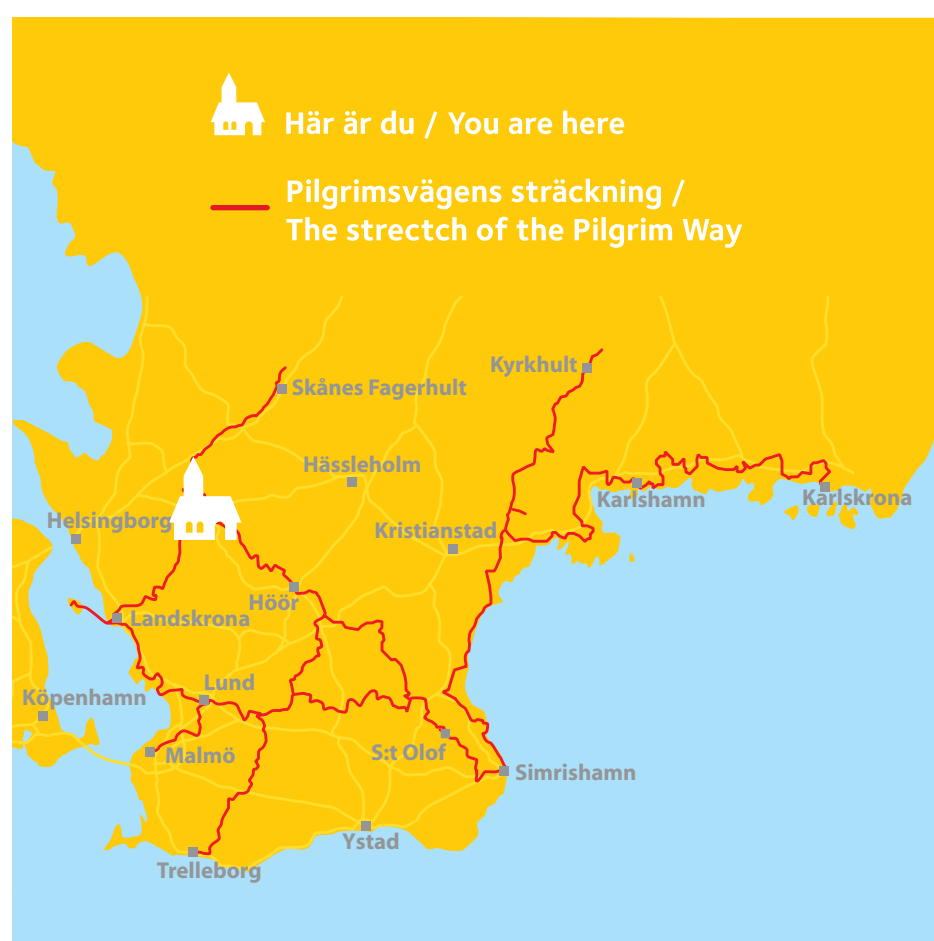 Här är du / You are here
Pilgrimsvägens sträckning /
The strectch of the Pilgrim Way
Kyrkhult
Skånes Fagerhult
Hässleholm
Karlshamn
Karlskrona
Helsingborg
Kristianstad
Höör
Landskrona
Lund
Köpenhamn
Malmö
S:t Olof
Simrishamn
Ystad
Trelleborg